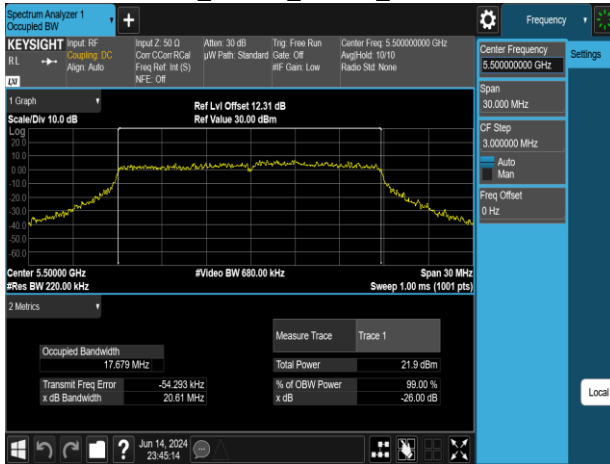 Spectrum Analyzer 1
Occupied BW
Frequency
KEYSIGHT
Input: RF
RL
Coupling: DC
Align: Auto
LXI
Input Z: 50 Ω
Corr CCorr RCal
Freq Ref: Int (S)
NFE: Off
Atten: 30 dB
µW Path: Standard
Trig: Free Run
Gate: Off
#IF Gain: Low
Center Freq: 5.500000000 GHz
Avg|Hold: 10/10
Radio Std: None
Center Frequency
5.500000000 GHz
Settings
Span
30.000 MHz
CF Step
3.000000 MHz
Auto
Man
Freq Offset
0 Hz
Local
1 Graph
Scale/Div 10.0 dB
Ref Lvl Offset 12.31 dB
Ref Value 30.00 dBm
Log
20.0
10.0
0.00
-10.0
-20.0
-30.0
-40.0
-50.0
-60.0
Center 5.50000 GHz
#Video BW 680.00 kHz
Span 30 MHz
#Res BW 220.00 kHz
Sweep 1.00 ms (1001 pts)
2 Metrics
Measure Trace
Trace 1
Occupied Bandwidth
17.679 MHz
Total Power
21.9 dBm
Transmit Freq Error
-54.293 kHz
% of OBW Power
99.00 %
x dB Bandwidth
20.61 MHz
x dB
-26.00 dB
?
Jun 14, 2024
23:45:14